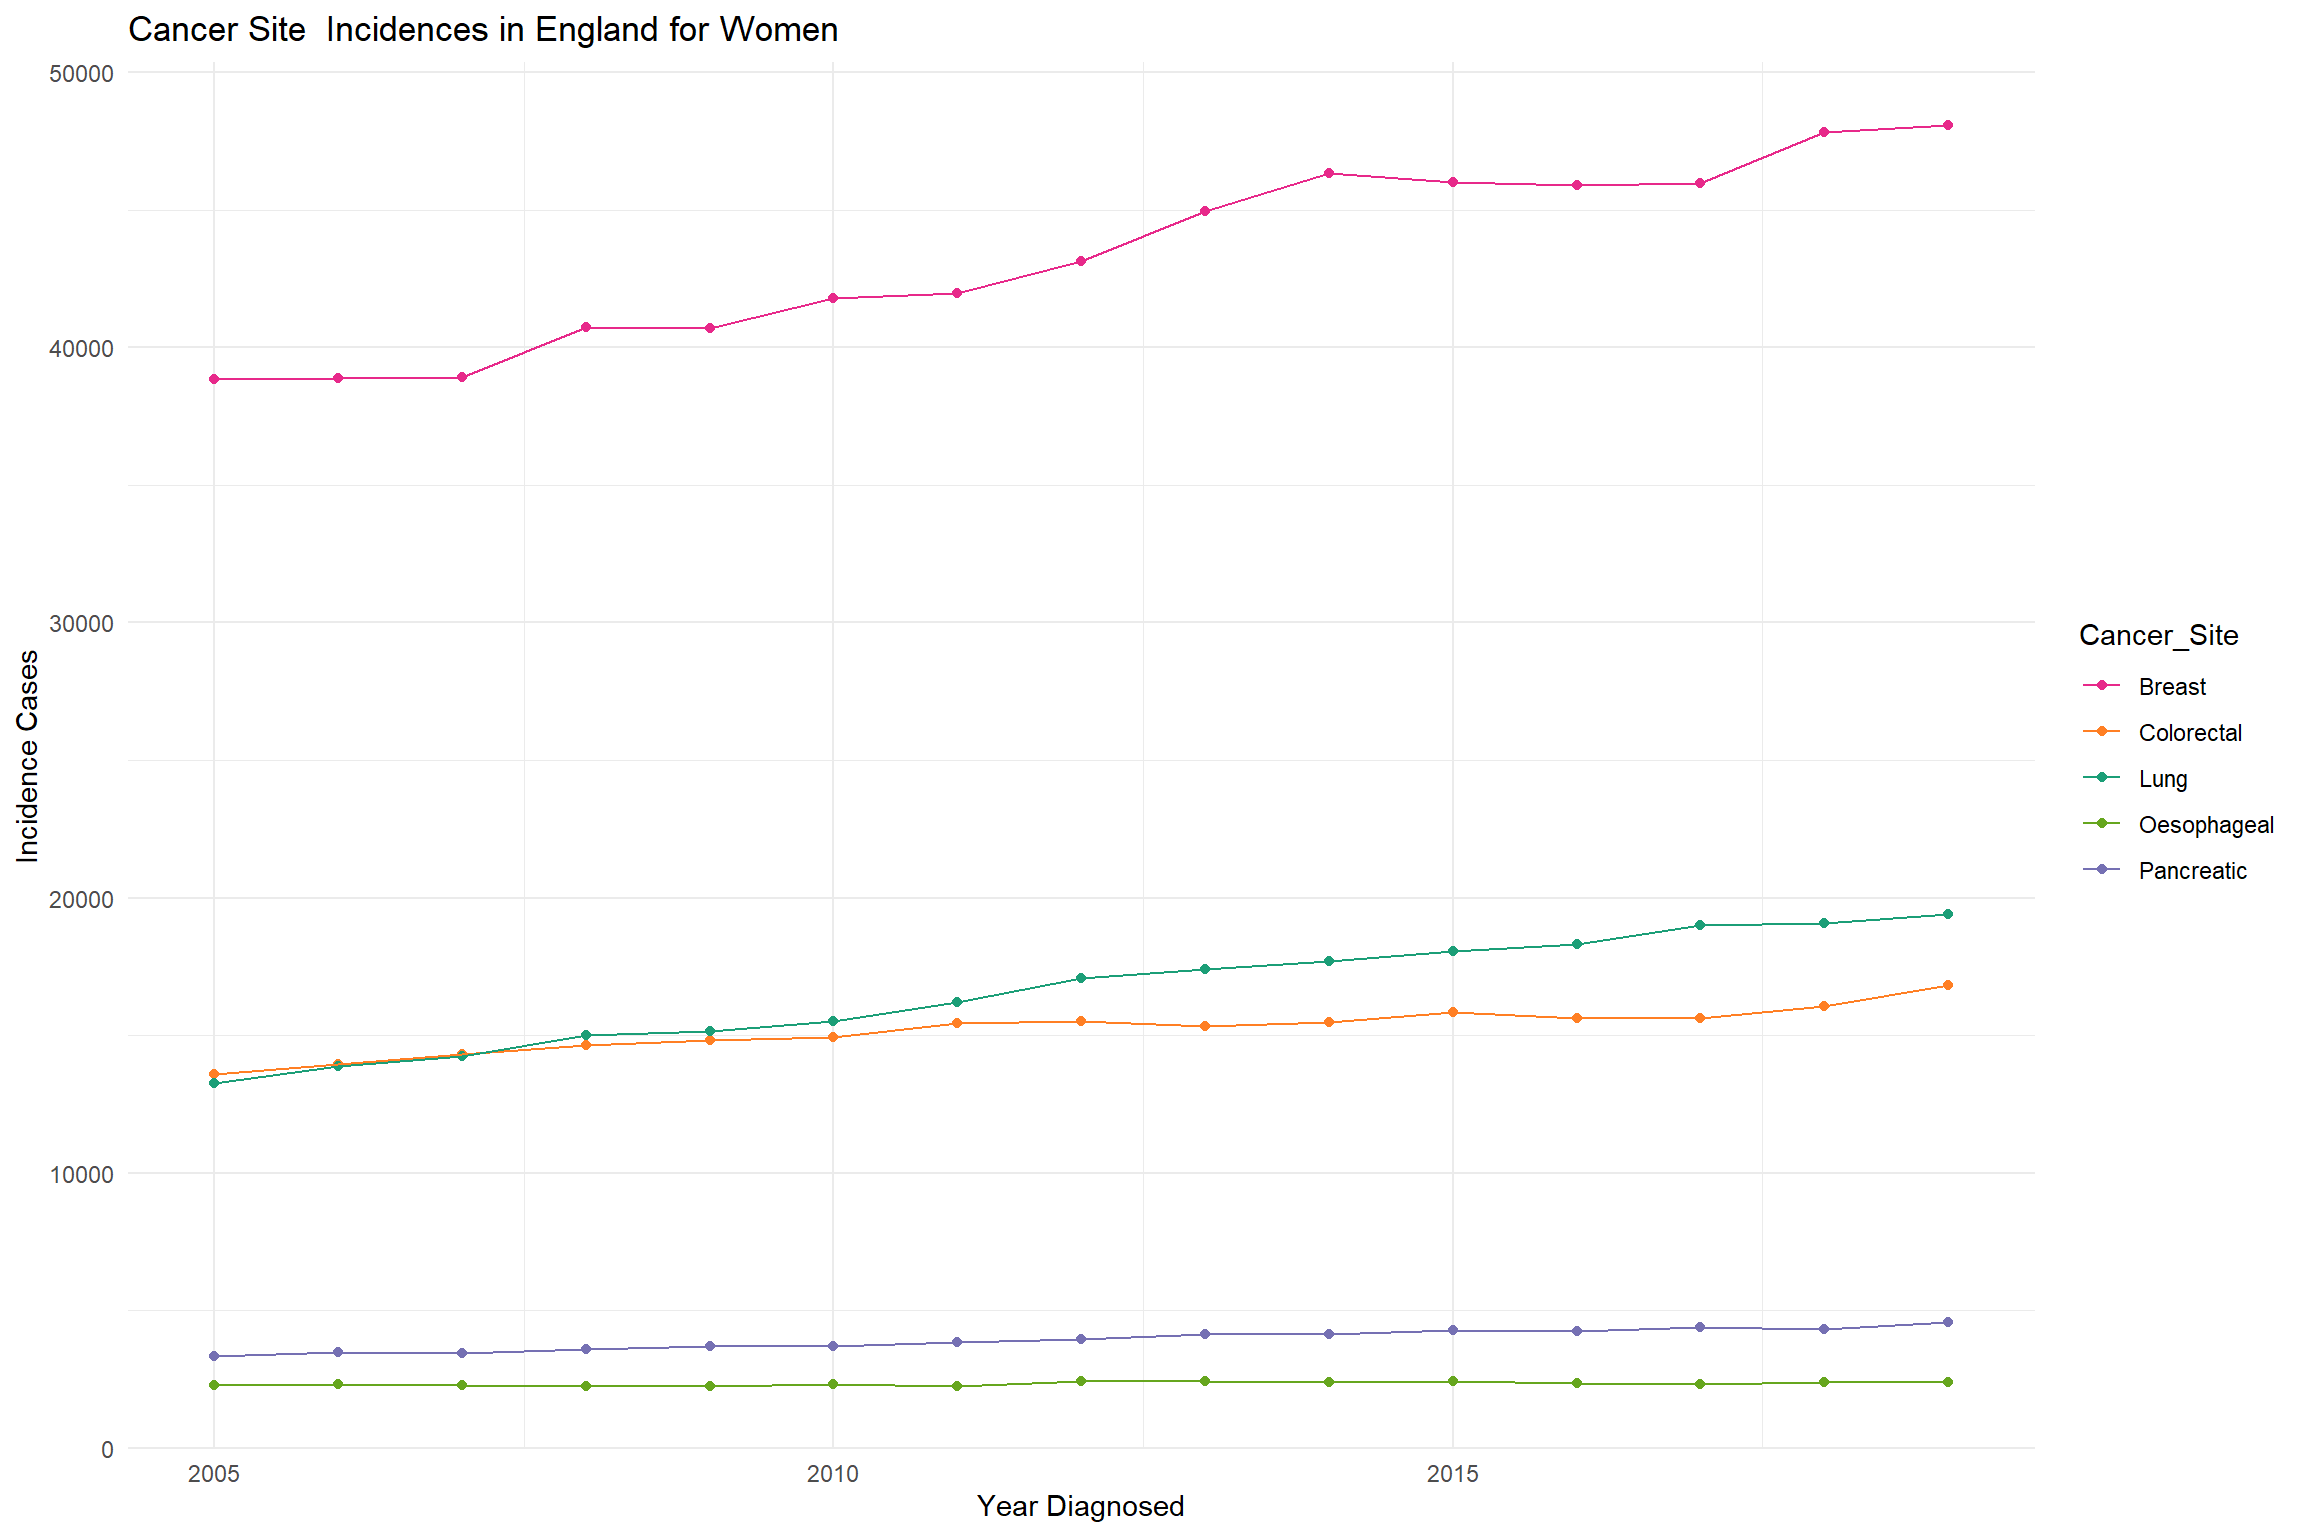 Cancer Site  Incidences in England for Women
50000
40000
30000
20000
10000
0
Incidence Cases
2005
2010
2015
Year Diagnosed
Cancer_Site
Breast
Colorectal
Lung
Oesophageal
Pancreatic